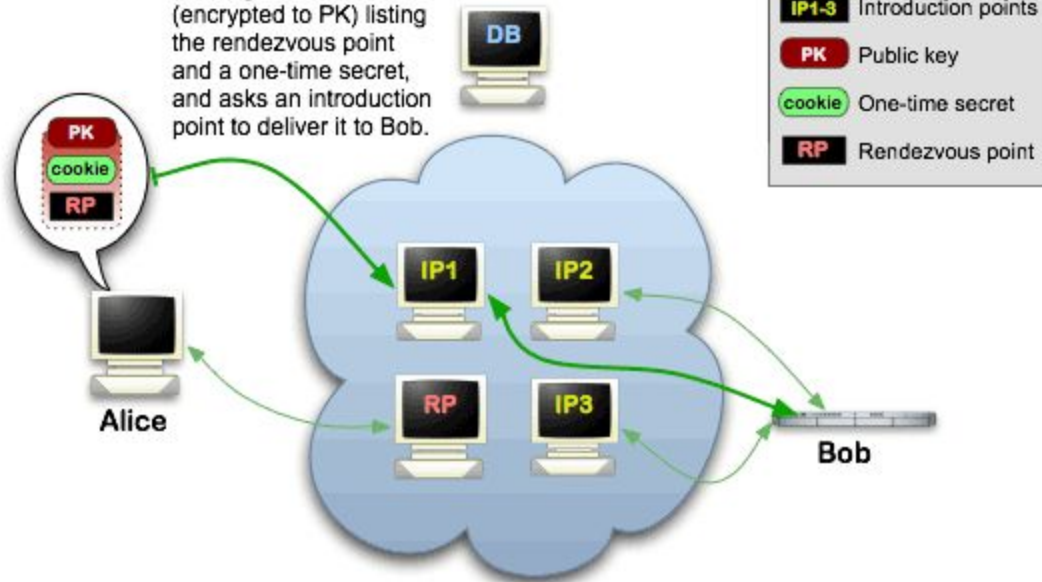 (encrypted to PK) listing
the rendezvous point
and a one-time secret,
and asks an introduction
point to deliver it to Bob.
DB
IP1-3 Introduction points
PK Public key
cookie One-time secret
RP Rendezvous point
PK
cookie
RP
IP1
IP2
RP
IP3
Alice
Bob